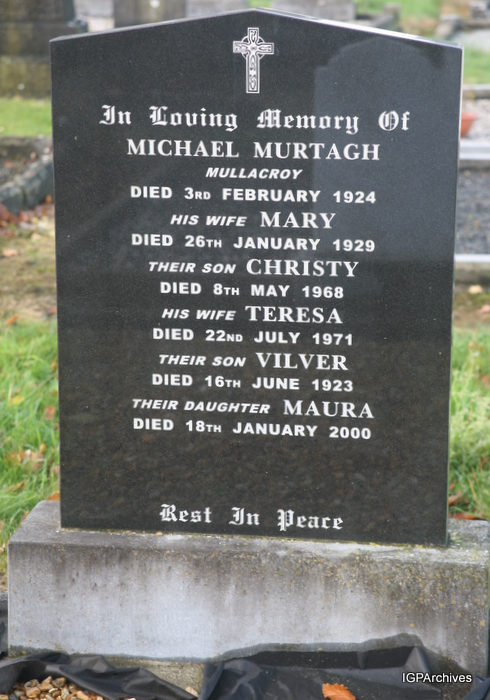 In Loving Memory Of
MICHAEL MURTAGH
MULLACROY
DIED 3RD FEBRUARY 1924
HIS WIFE MARY
DIED 26TH JANUARY 1929
THEIR SON CHRISTY
DIED 8TH MAY 1968
HIS WIFE TERESA
DIED 22ND JULY 1971
THEIR SON VILVER
DIED 16TH JUNE 1923
THEIR DAUGHTER MAURA
DIED 18TH JANUARY 2000
Rest In Peace
IGPArchives